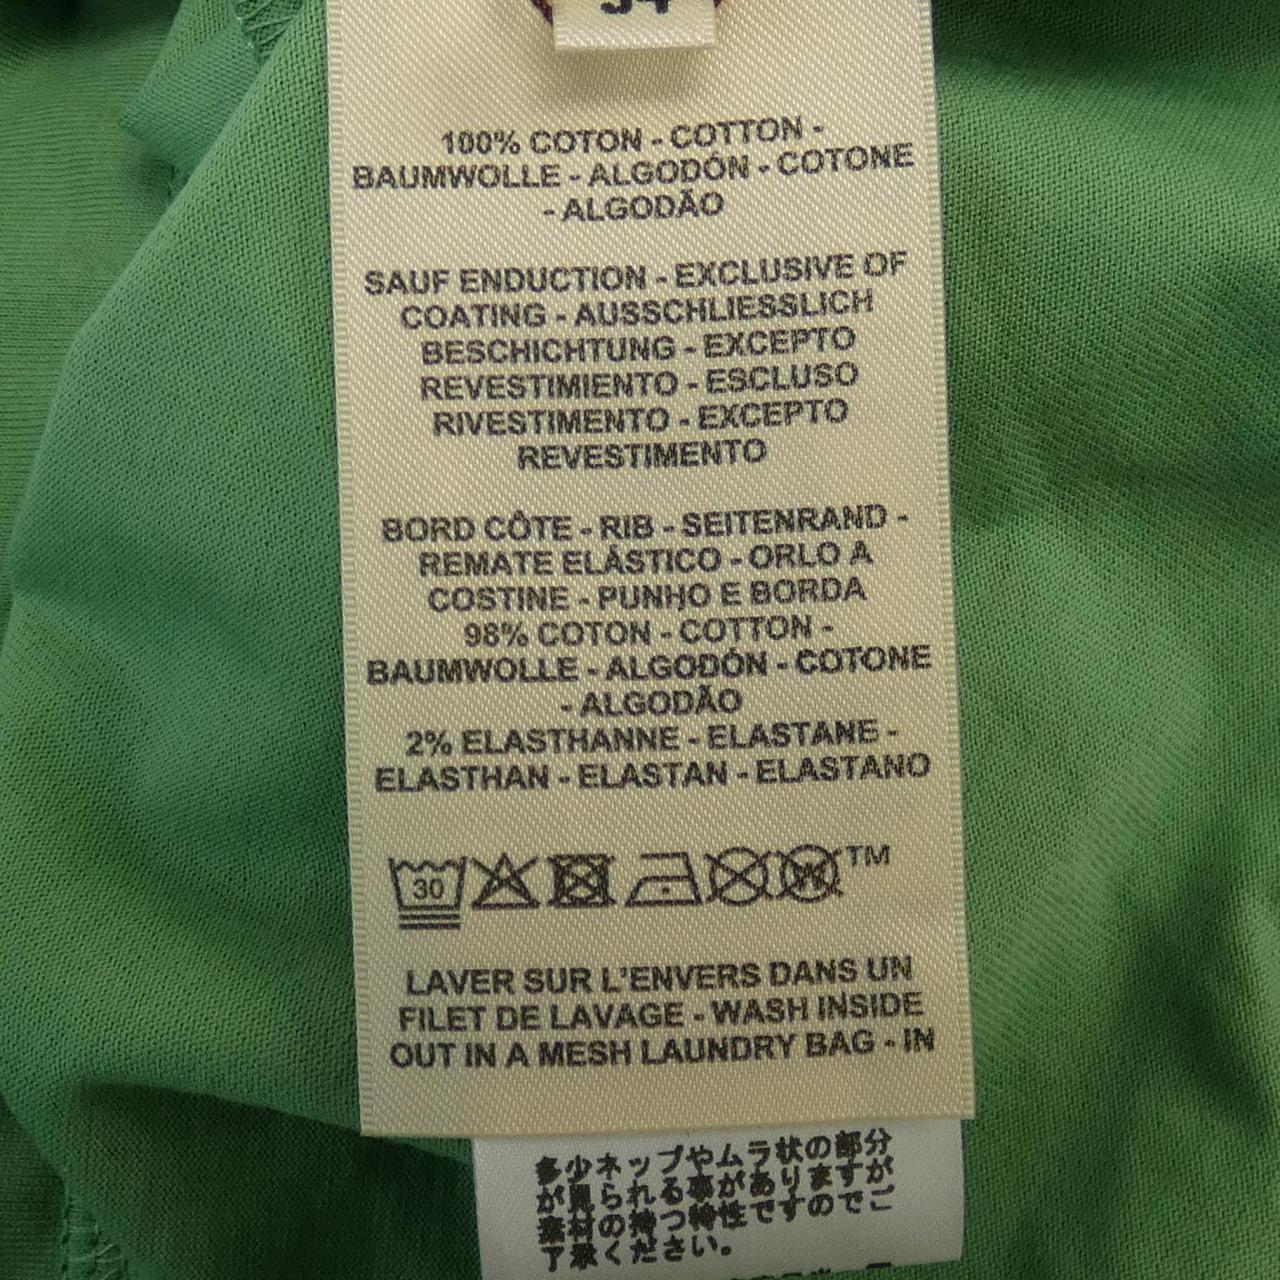 34
100% COTON - COTTON -
BAUMWOLLE - ALGODÓN - COTONE
- ALGODÃO
SAUF ENDUCTION - EXCLUSIVE OF
COATING - AUSSCHLIESSLICH
BESCHICHTUNG - EXCEPTO
REVESTIMIENTO - ESCLUSO
RIVESTIMENTO - EXCEPTO
REVESTIMENTO
BORD CÔTE - RIB - SEITENRAND -
REMATE ELÁSTICO - ORLO A
COSTINE - PUNHO E BORDA
98% COTON - COTTON -
BAUMWOLLE - ALGODÓN - COTONE
- ALGODÃO
2% ELASTHANNE - ELASTANE -
ELASTHAN - ELASTAN - ELASTANO
30 W TM
LAVER SUR L'ENVERS DANS UN
FILET DE LAVAGE - WASH INSIDE
OUT IN A MESH LAUNDRY BAG - IN
多少ネップやムラ状の部分
が見られる事がありますが
素材の持つ特性ですのでご
了承ください。